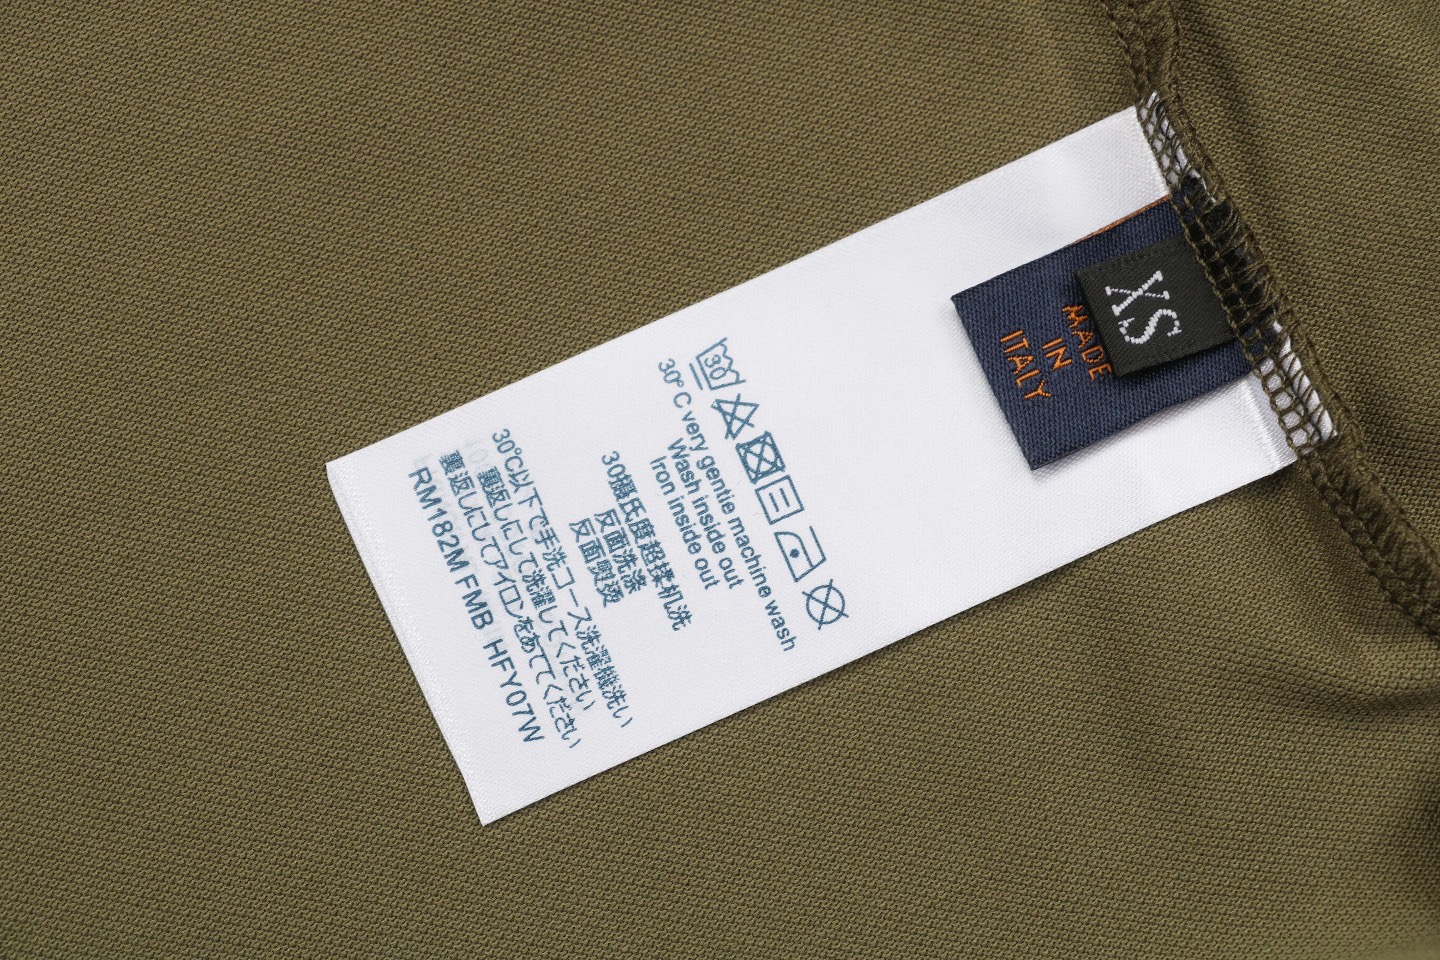 XS
MADE
IN
ITALY
30
30°C very gentle machine wash
Wash inside out
Iron inside out
30摄氏度超揉机洗
反面洗涤
反面熨烫
30℃以下で手洗コース洗濯機洗い
裏返しにして洗濯してください
裏返しにしてアイロンをあててください
RM182M FMB HFY07W